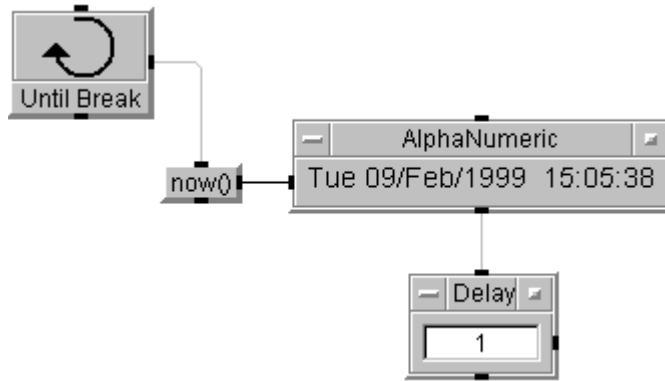 Until Break
AlphaNumeric
now()
Tue 09/Feb/1999 15:05:38
Delay
1